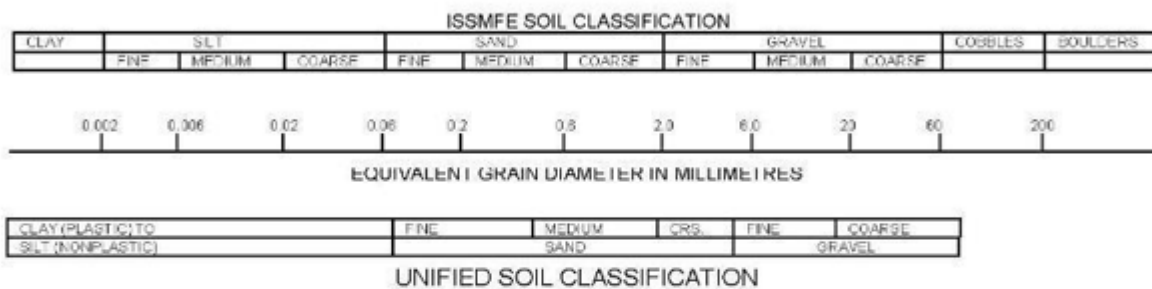 ISSMFE SOIL CLASSIFICATION
CLAY SILT SAND GRAVEL COBBLES BOULDERS
FINE MEDIUM COARSE FINE MEDIUM COARSE FINE MEDIUM COARSE
0.002 0.006 0.02 0.06 0.2 0.6 2.0 6.0 20 60 200
EQUIVALENT GRAIN DIAMETER IN MILLIMETRES
CLAY (PLASTIC) TO FINE MEDIUM CRS. FINE COARSE
SILT (NONPLASTIC) SAND GRAVEL
UNIFIED SOIL CLASSIFICATION